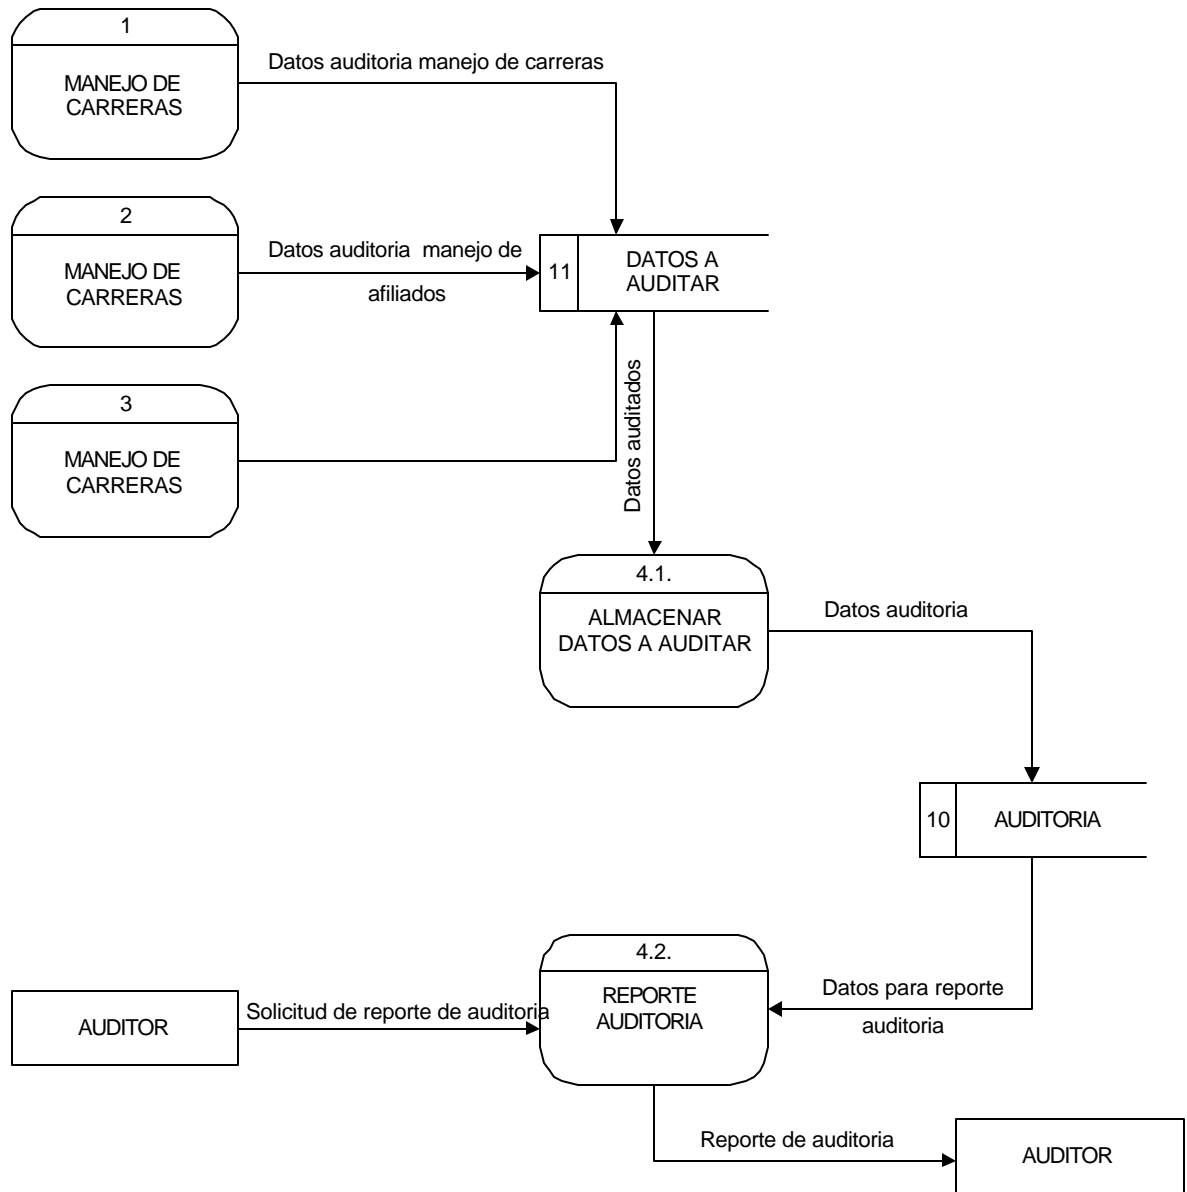 1
MANEJO DE
CARRERAS
Datos auditoria manejo de carreras
2
MANEJO DE
CARRERAS
Datos auditoria  manejo de
afiliados
11
DATOS A
AUDITAR
3
MANEJO DE
CARRERAS
Datos auditados
4.1.
ALMACENAR
DATOS A AUDITAR
Datos auditoria
10
AUDITORIA
4.2.
REPORTE
AUDITORIA
Datos para reporte
auditoria
AUDITOR
Solicitud de reporte de auditoria
Reporte de auditoria
AUDITOR